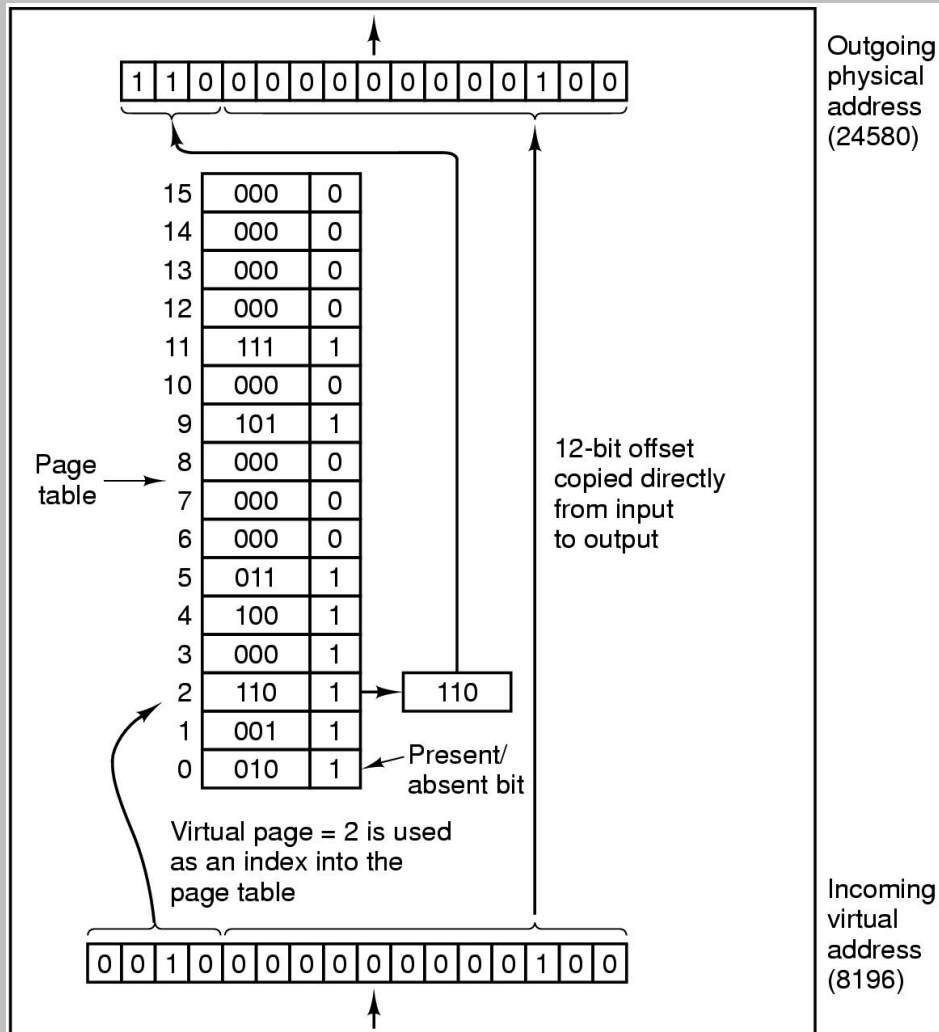 1 1 0 0 0 0 0 0 0 0 0 0 1 0 0
Outgoing
physical
address
(24580)
15 000 0
14 000 0
13 000 0
12 000 0
11 111 1
10 000 0
9 101 1
8 000 0
7 000 0
6 000 0
5 011 1
4 100 1
3 000 1
2 110 1 110
1 001 1
0 010 1
Page
table
12-bit offset
copied directly
from input
to output
Present/
absent bit
Virtual page = 2 is used
as an index into the
page table
0 0 1 0 0 0 0 0 0 0 0 0 0 1 0 0
Incoming
virtual
address
(8196)